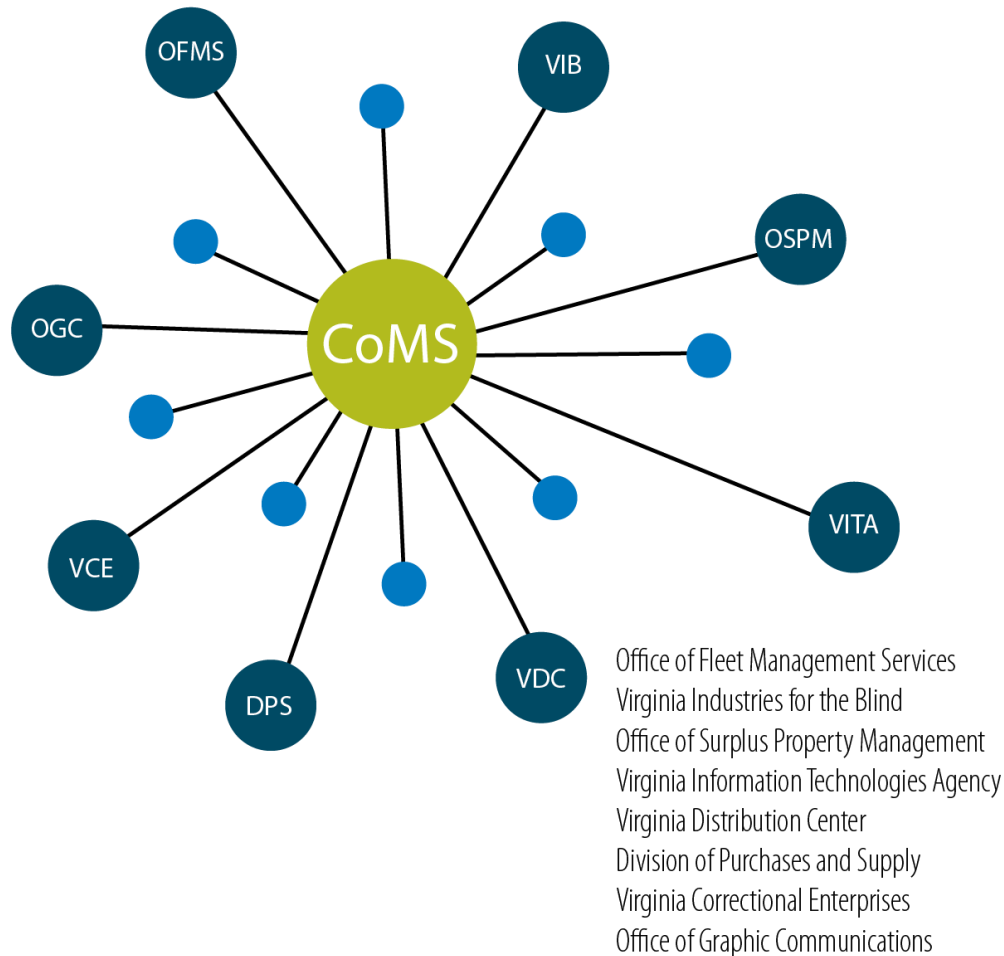 OFMS
VIB
OSPM
OGC
CoMS
VITA
VCE
DPS
VDC
Office of Fleet Management Services
Virginia Industries for the Blind
Office of Surplus Property Management
Virginia Information Technologies Agency
Virginia Distribution Center
Division of Purchases and Supply
Virginia Correctional Enterprises
Office of Graphic Communications